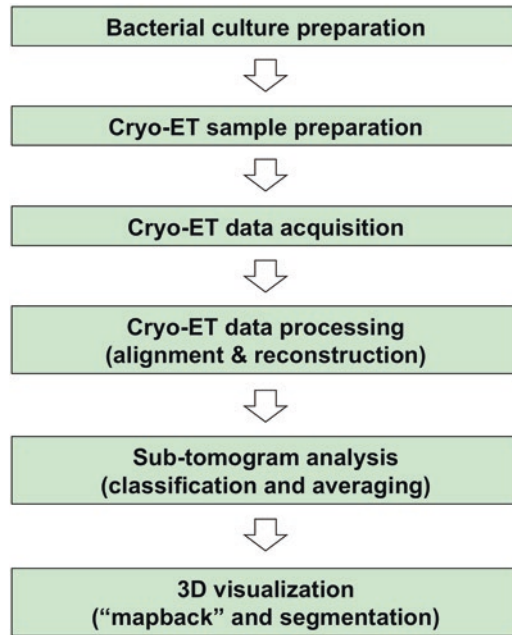 Bacterial culture preparation
Cryo-ET sample preparation
Cryo-ET data acquisition
Cryo-ET data processing
(alignment & reconstruction)
Sub-tomogram analysis
(classification and averaging)
3D visualization
(“mapback” and segmentation)